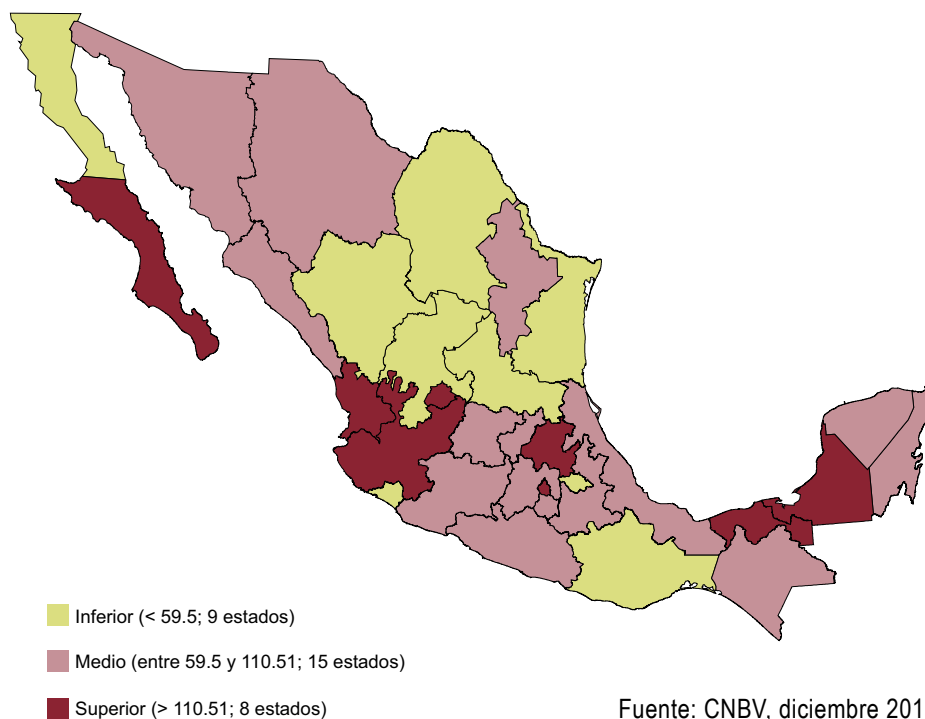 Inferior (< 59.5; 9 estados)
Medio (entre 59.5 y 110.51; 15 estados)
Superior (> 110.51; 8 estados)
Fuente: CNBV, diciembre 201